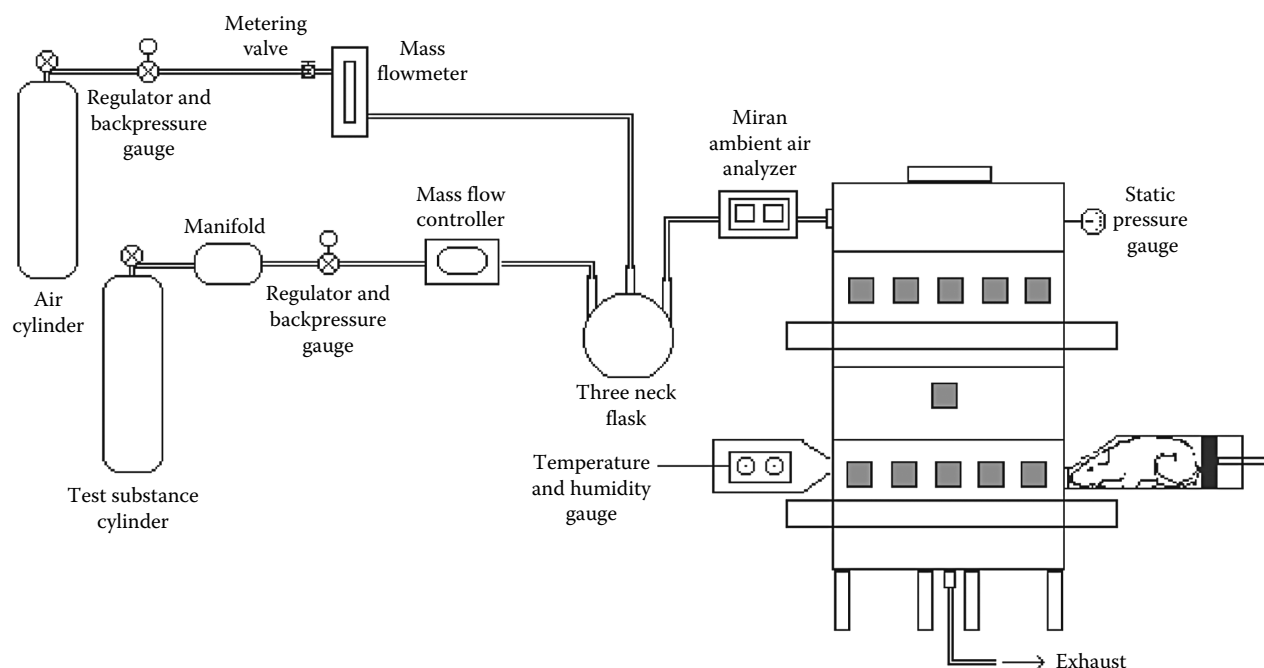 Metering
valve
Mass
flowmeter
Regulator and
backpressure
gauge
Miran
ambient air
analyzer
Mass flow
controller
Manifold
Static
pressure
gauge
Air
cylinder
Regulator and
backpressure
gauge
Three neck
flask
Temperature
and humidity
gauge
Test substance
cylinder
Exhaust